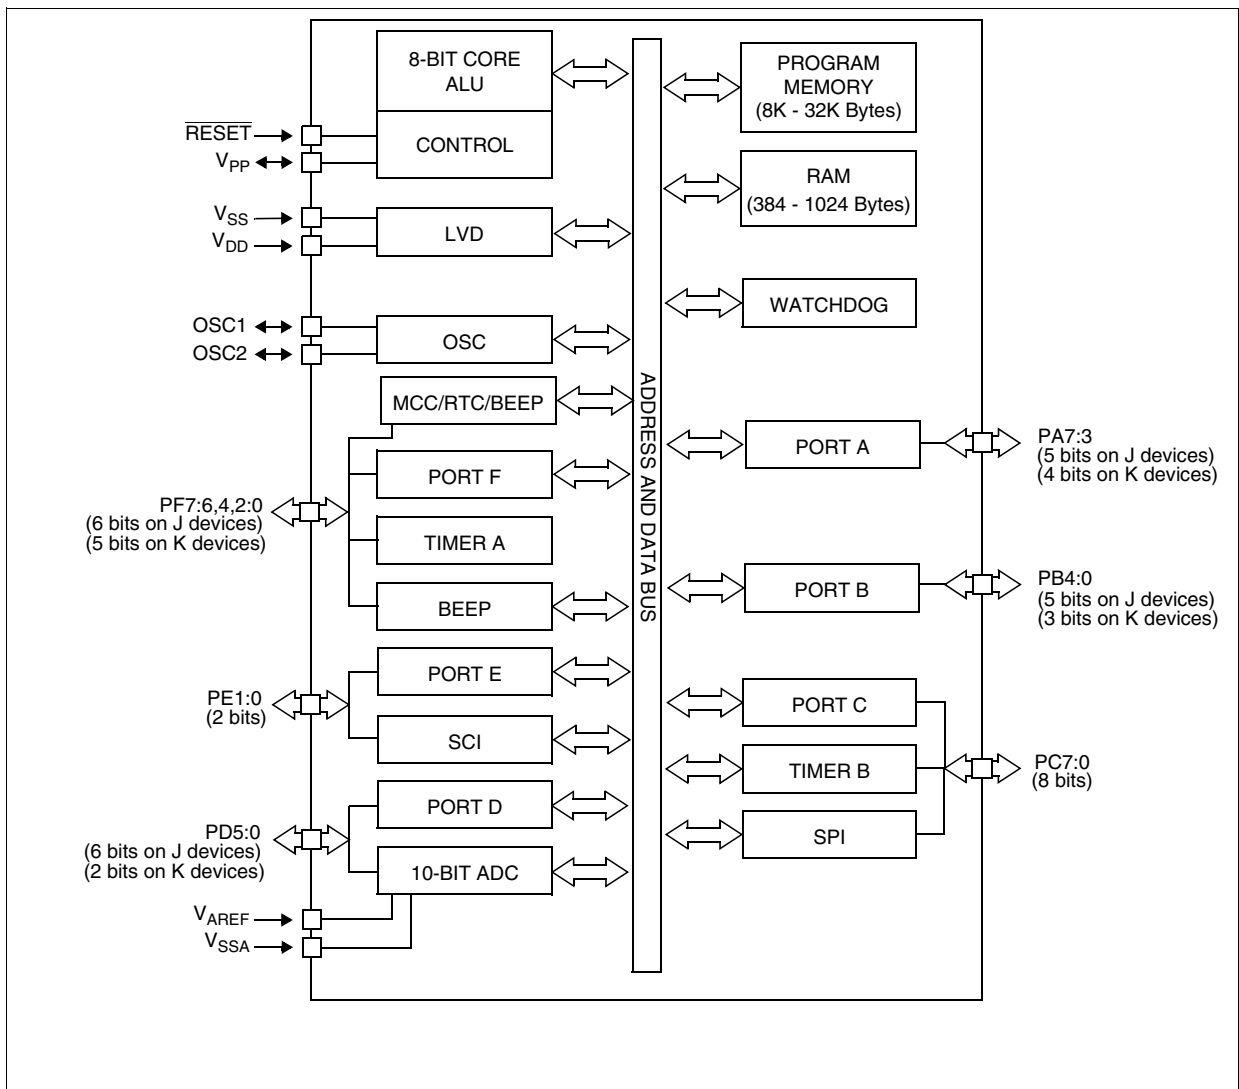 8-BIT CORE
ALU
CONTROL
RESET
VPP
VSS
VDD
LVD
OSC1
OSC2
OSC
MCC/RTC/BEEP
PORT F
PF7:6,4,2:0
(6 bits on J devices)
(5 bits on K devices)
TIMER A
BEEP
PORT E
PE1:0
(2 bits)
SCI
PORT D
PD5:0
(6 bits on J devices)
(2 bits on K devices)
10-BIT ADC
VAREF
VSSA
ADDRESS AND DATA BUS
PROGRAM
MEMORY
(8K - 32K Bytes)
RAM
(384 - 1024 Bytes)
WATCHDOG
PORT A
PA7:3
(5 bits on J devices)
(4 bits on K devices)
PORT B
PB4:0
(5 bits on J devices)
(3 bits on K devices)
PORT C
TIMER B
PC7:0
(8 bits)
SPI